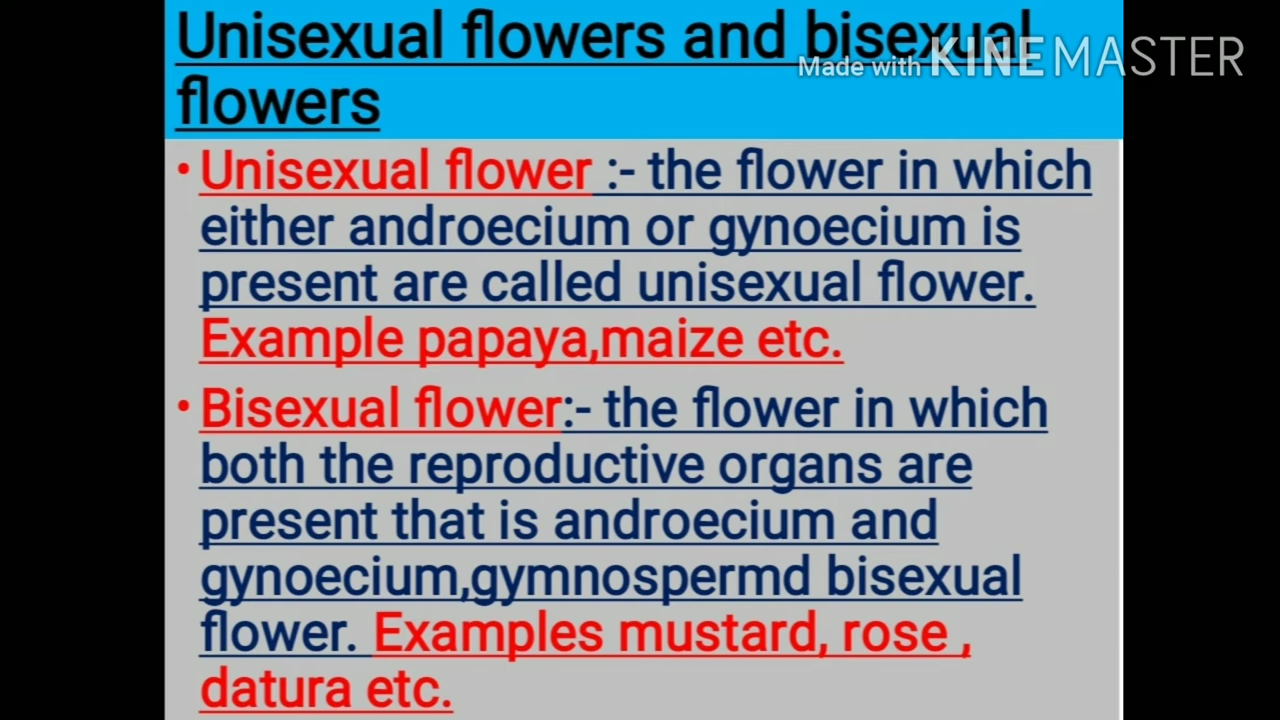 Unisexual flowers and bisexual
flowers
Made with KINEMASTER
• Unisexual flower :- the flower in which
either androecium or gynoecium is
present are called unisexual flower.
Example papaya,maize etc.
• Bisexual flower:- the flower in which
both the reproductive organs are
present that is androecium and
gynoecium,gymnospermd bisexual
flower. Examples mustard, rose ,
datura etc.